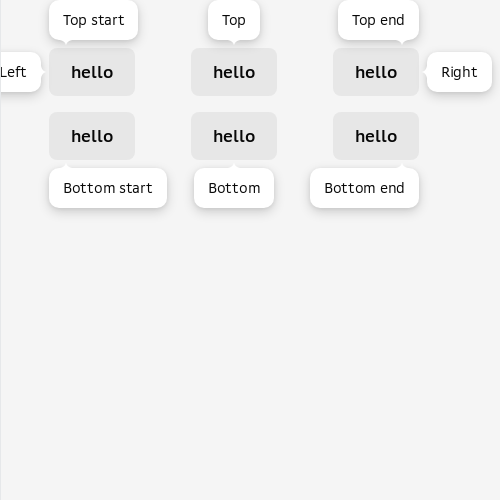 Top start Top Top end
Left hello hello hello Right
hello hello hello
Bottom start Bottom Bottom end